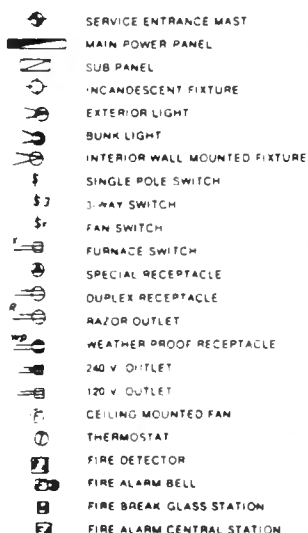 SERVICE ENTRANCE MAST
MAIN POWER PANEL
SUB PANEL
INCANDESCENT FIXTURE
EXTERIOR LIGHT
BUNK LIGHT
INTERIOR WALL MOUNTED FIXTURE
$ SINGLE POLE SWITCH
$3 3-WAY SWITCH
$F FAN SWITCH
F FURNACE SWITCH
SPECIAL RECEPTACLE
DUPLEX RECEPTACLE
R RAZOR OUTLET
WP WEATHER PROOF RECEPTACLE
240 V OUTLET
120 V OUTLET
F CEILING MOUNTED FAN
T THERMOSTAT
FIRE DETECTOR
FIRE ALARM BELL
FIRE BREAK GLASS STATION
FIRE ALARM CENTRAL STATION